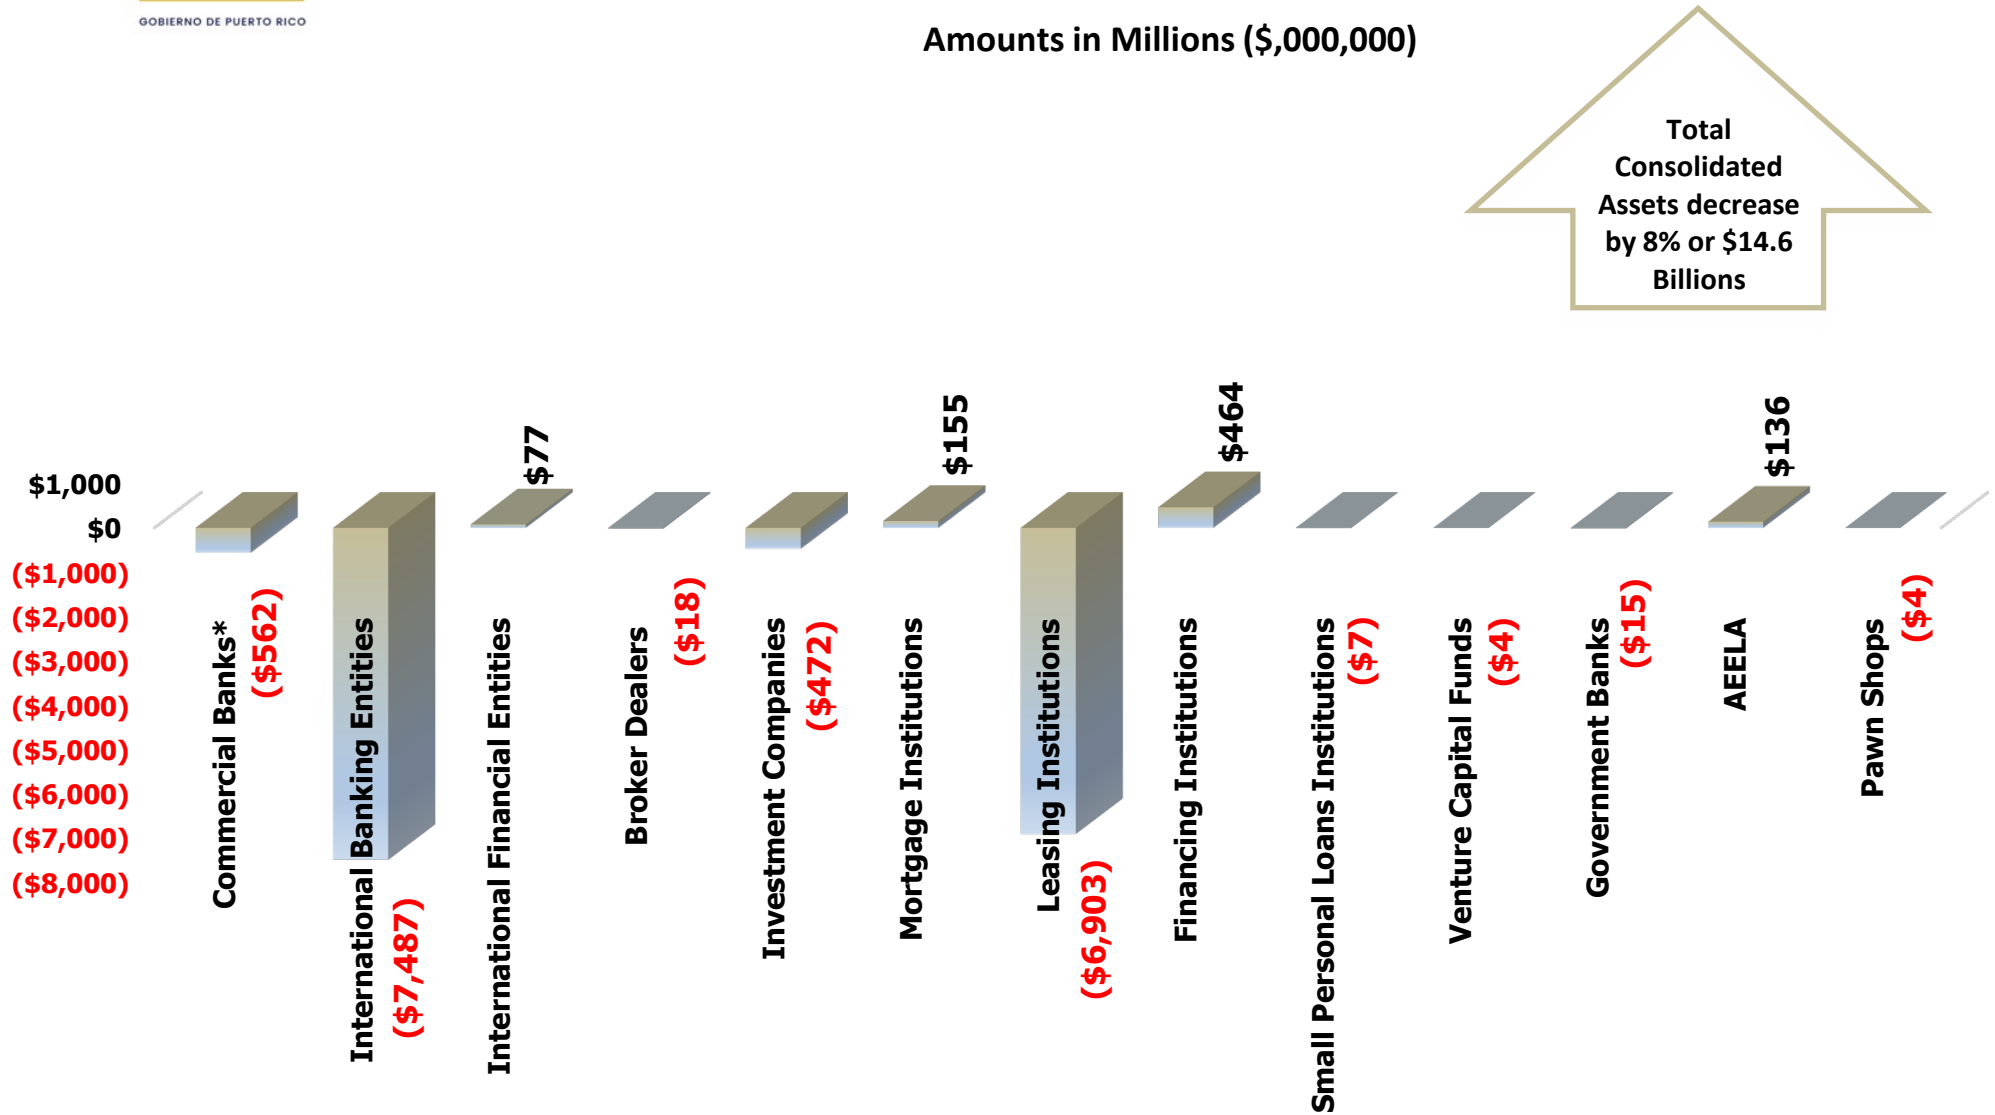 GOBIERNO DE PUERTO RICO
Amounts in Millions ($,000,000)
Total
Consolidated
Assets decrease
by 8% or $14.6
Billions
$1,000
$0
($1,000)
($2,000)
($3,000)
($4,000)
($5,000)
($6,000)
($7,000)
($8,000)
Commercial Banks*
($562)
International Banking Entities
($7,487)
International Financial Entities
$77
Broker Dealers
($18)
Investment Companies
($472)
Mortgage Institutions
$155
Leasing Institutions
($6,903)
Financing Institutions
$464
Small Personal Loans Institutions
($7)
Venture Capital Funds
($4)
Government Banks
($15)
AEELA
$136
Pawn Shops
($4)